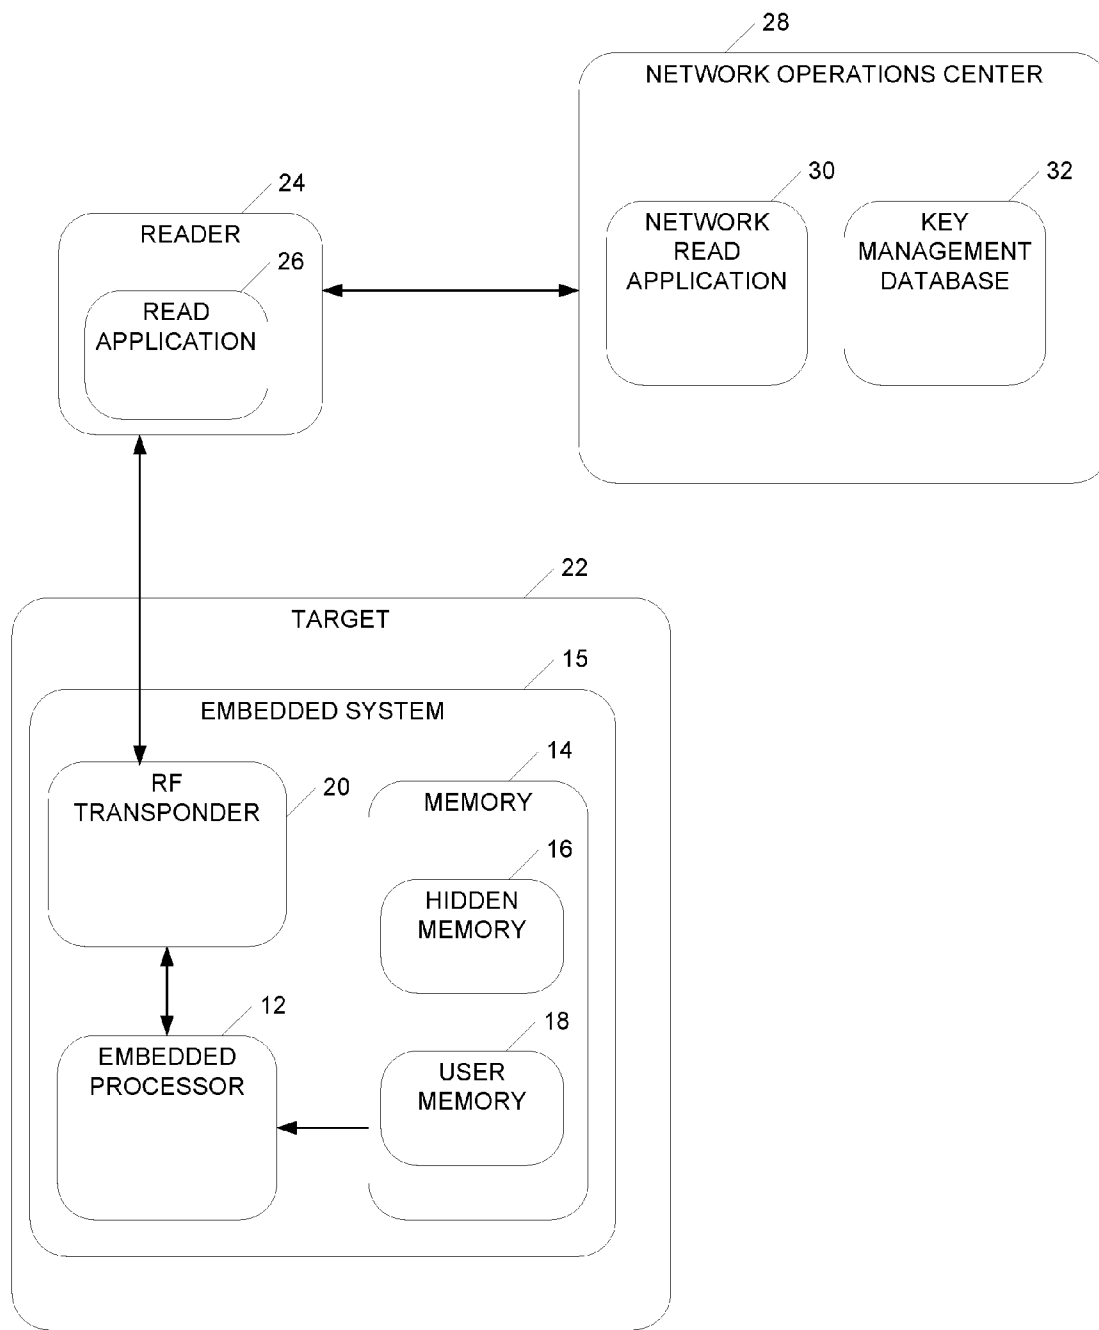 28
NETWORK OPERATIONS CENTER
30
NETWORK
READ
APPLICATION
32
KEY
MANAGEMENT
DATABASE
24
READER
26
READ
APPLICATION
22
TARGET
15
EMBEDDED SYSTEM
RF
TRANSPONDER
20
14
MEMORY
16
HIDDEN
MEMORY
12
EMBEDDED
PROCESSOR
18
USER
MEMORY